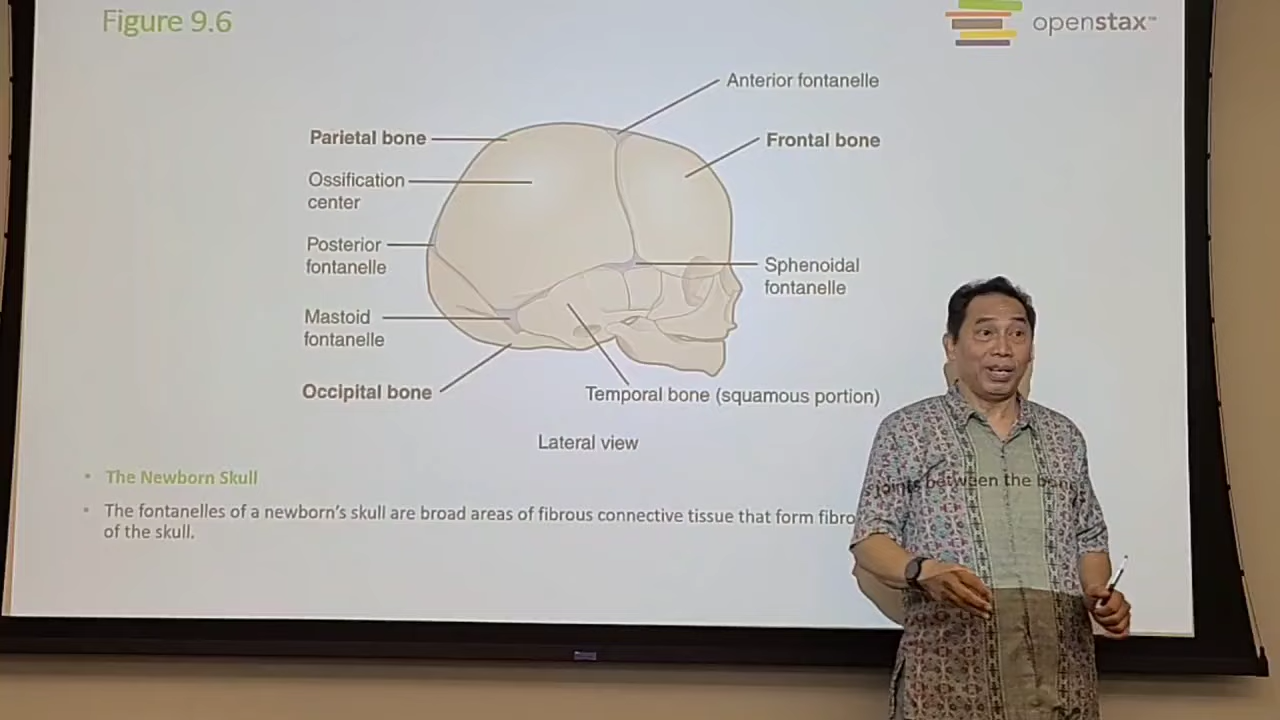 Figure 9.6
openstax™
Anterior fontanelle
Parietal bone
Frontal bone
Ossification
center
Posterior
fontanelle
Sphenoidal
fontanelle
Mastoid
fontanelle
Occipital bone
Temporal bone (squamous portion)
Lateral view
• The Newborn Skull
• The fontanelles of a newborn's skull are broad areas of fibrous connective tissue that form fibro joints between the bones
of the skull.